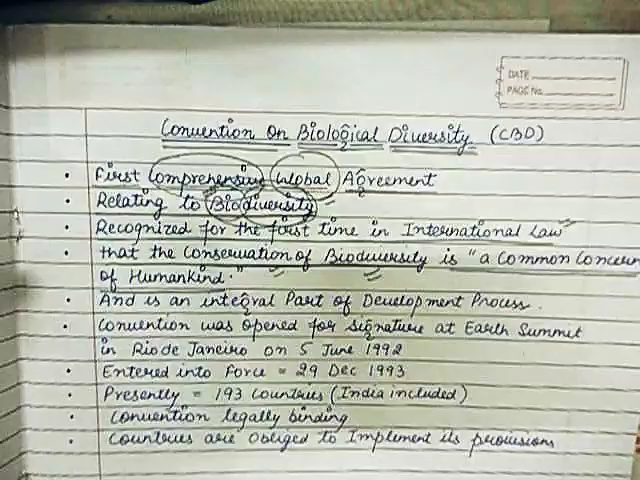 DATE
PAGE No.
Convention On Biological Diversity (CBD)
• First Comprehensive Global Agreement
• Relating to Biodiversity
• Recognized for the first time in International Law
• that the Conservation of Biodiversity is "a Common Concern
of Humankind."
• And is an integral Part of Development Process.
• Convention was opened for signature at Earth Summit
in Rio de Janeiro on 5 June 1992
• Entered into Force = 29 Dec 1993
• Presently = 193 Countries (India included)
• Convention legally binding
• Countries are Obliged to Implement its provisions